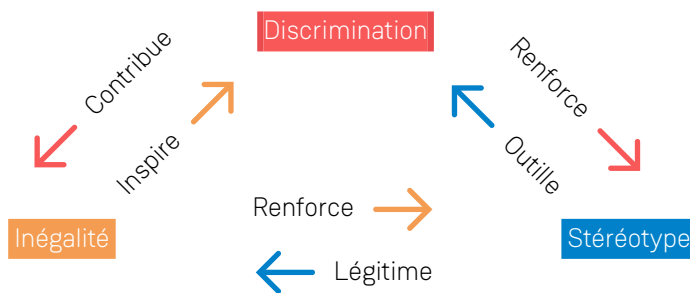 Discrimination
Contribue
Renforce
Inspire
Outille
Renforce
Inégalité
Stéréotype
Légitime